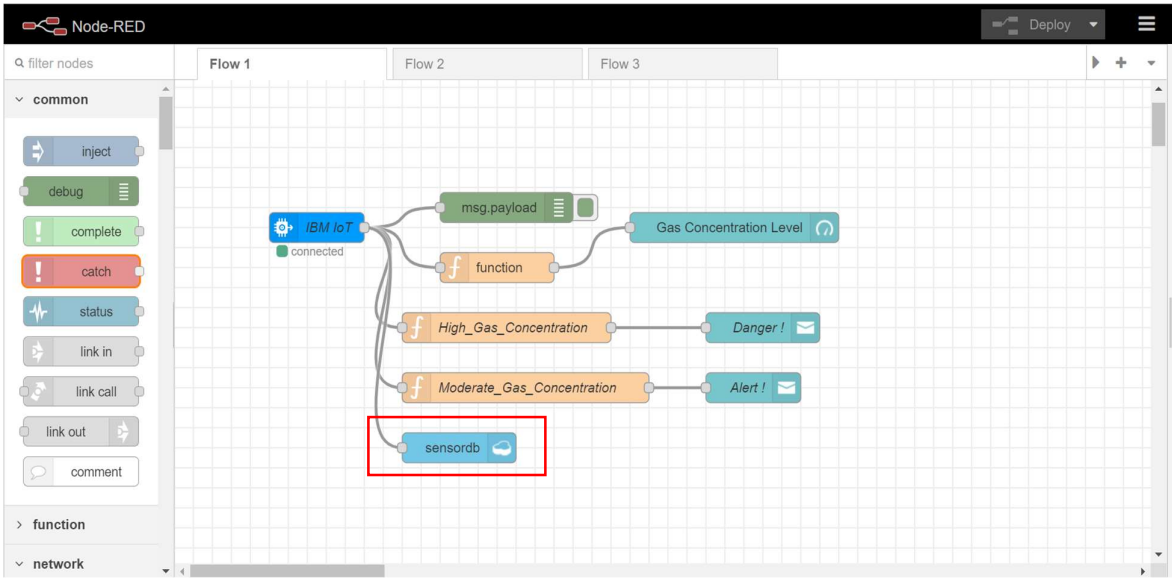 Node-RED
Deploy
filter nodes
Flow 1
Flow 2
Flow 3
common
inject
debug
complete
catch
status
link in
link call
link out
comment
function
network
IBM IoT
connected
msg.payload
Gas Concentration Level
f function
f High_Gas_Concentration
Danger !
f Moderate_Gas_Concentration
Alert !
sensordb